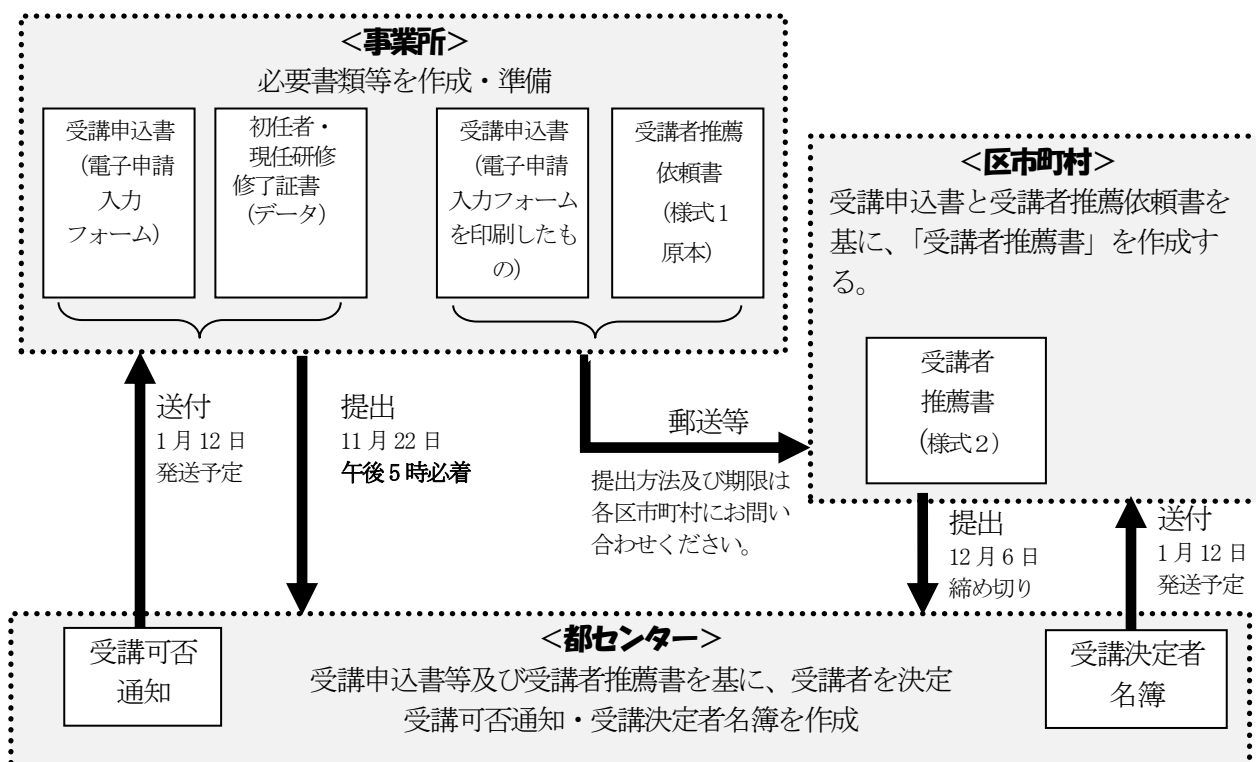 ＜事業所＞
必要書類等を作成・準備
受講申込書
（電子申請
入力
フォーム）
初任者・
現任研修
修了証書
（データ）
受講申込書
（電子申請
入力フォーム
を印刷したも
の）
受講者推薦
依頼書
（様式１
原本）
＜区市町村＞
受講申込書と受講者推薦依頼書を
基に、「受講者推薦書」を作成す
る。
受講者
推薦書
（様式２）
送付
1月12日
発送予定
提出
11月22日
午後5時必着
郵送等
提出方法及び期限は
各区市町村にお問い
合わせください。
提出
12月6日
締め切り
送付
1月12日
発送予定
＜都センター＞
受講可否
通知
受講申込書等及び受講者推薦書を基に、受講者を決定
受講可否通知・受講決定者名簿を作成
受講決定者
名簿